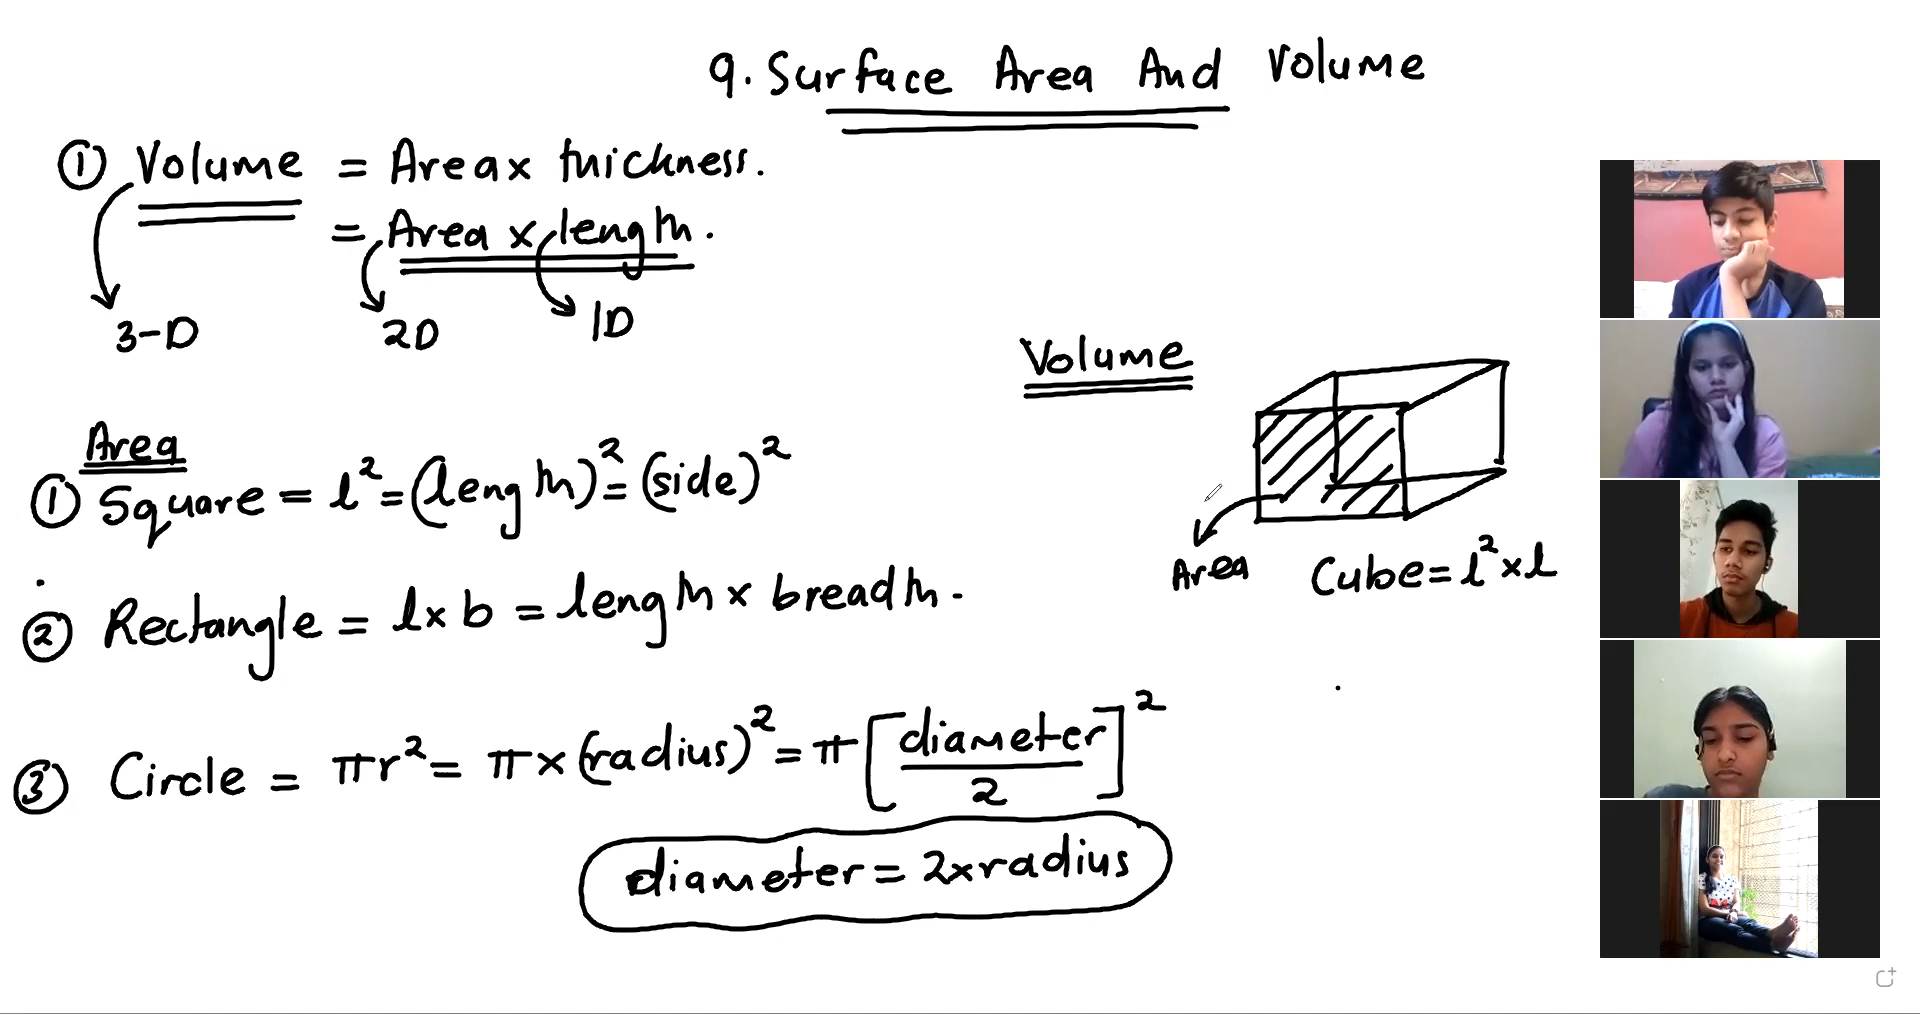 9. Surface Area And Volume
① Volume = Area x thickness.
= Area x length.
3-D 2D 1D
Volume
Area
① Square = l² = (length)² = (side)²
Area Cube = l² x l
② Rectangle = l x b = length x breadth.
③ Circle = πr² = π x (radius)² = π [diameter/2]²
diameter = 2 x radius